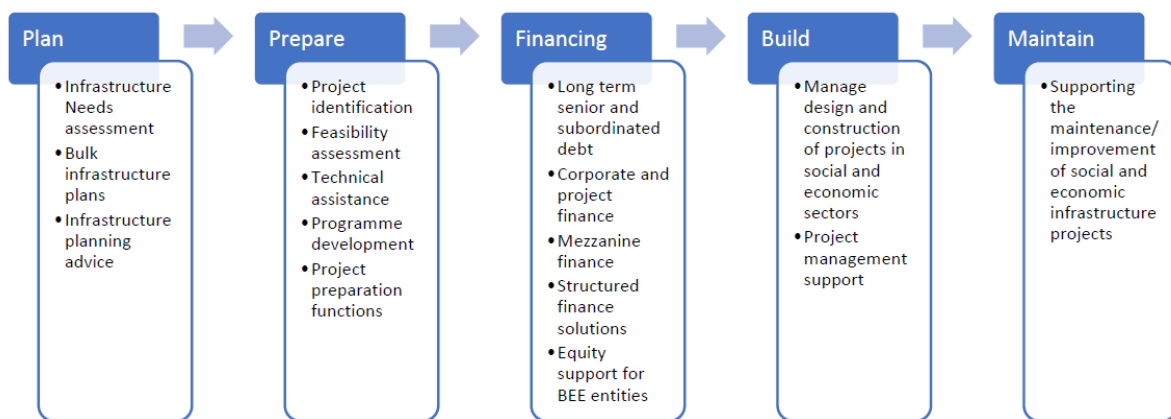 Plan
• Infrastructure
Needs
assessment
• Bulk
infrastructure
plans
• Infrastructure
planning
advice
Prepare
• Project
identification
• Feasibility
assessment
• Technical
assistance
• Programme
development
• Project
preparation
functions
Financing
• Long term
senior and
subordinated
debt
• Corporate and
project
finance
• Mezzanine
finance
• Structured
finance
solutions
• Equity
support for
BEE entities
Build
• Manage
design and
construction
of projects in
social and
economic
sectors
• Project
management
support
Maintain
• Supporting
the
maintenance/
improvement
of social and
economic
infrastructure
projects